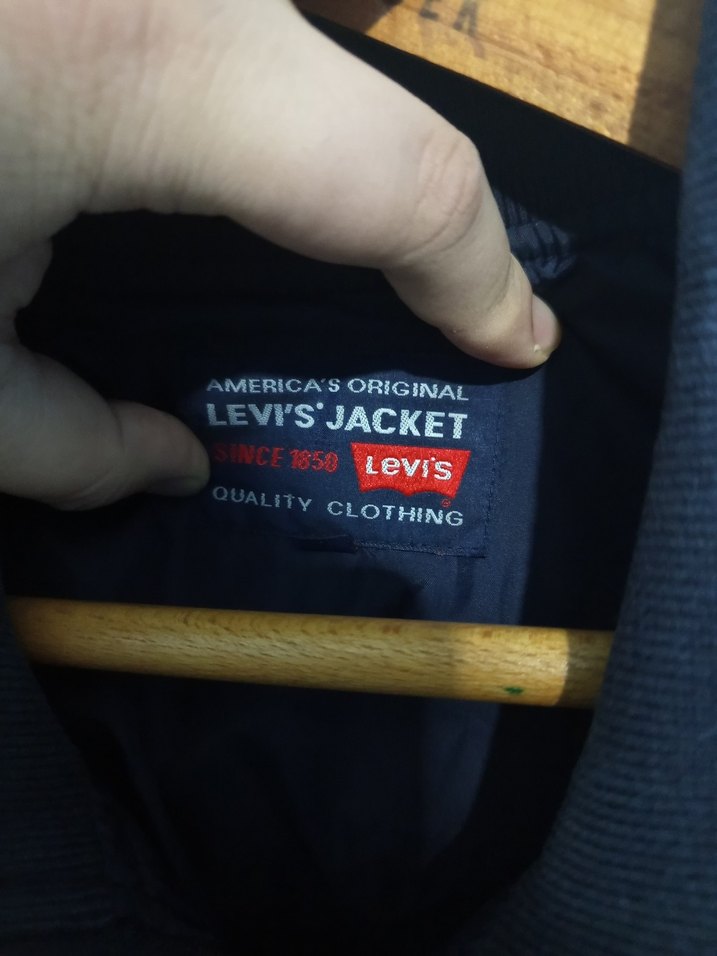 AMERICA'S ORIGINAL
LEVI'S® JACKET
SINCE 1850 Levi's®
QUALITY CLOTHING